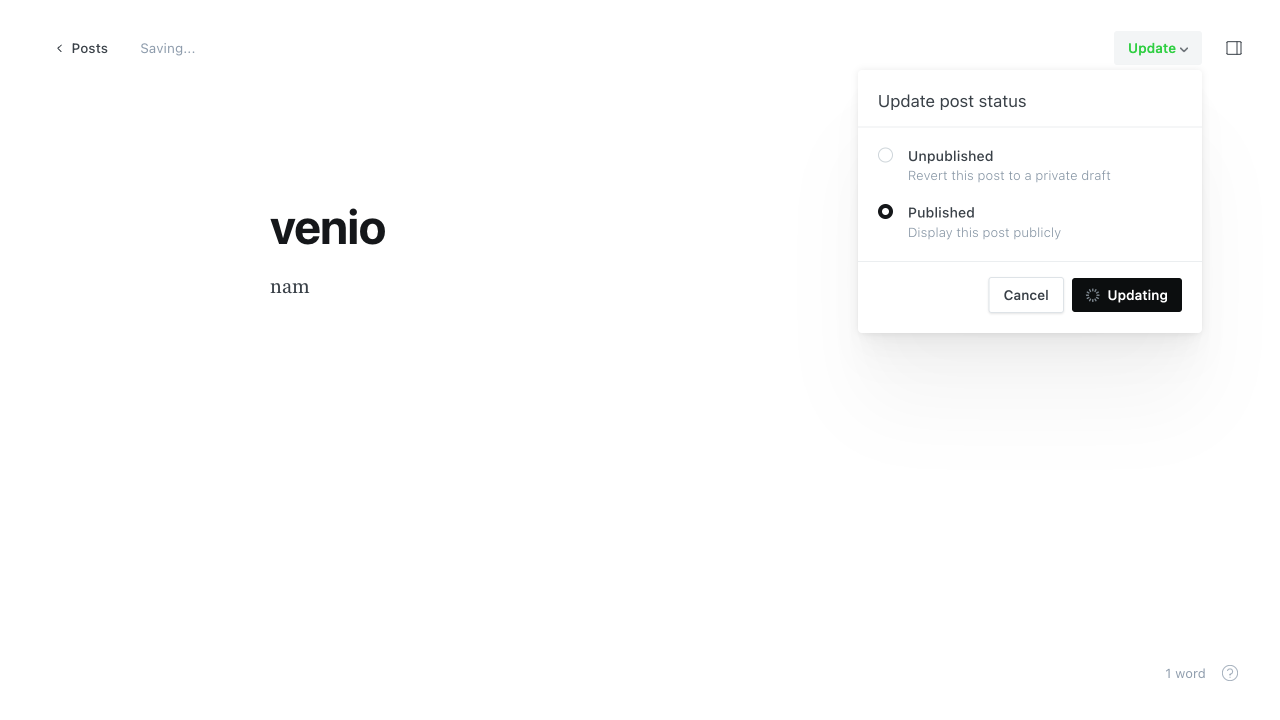 Posts
Saving...
Update
Update post status
Unpublished
Revert this post to a private draft
Published
Display this post publicly
Cancel
Updating
venio
nam
1 word
?